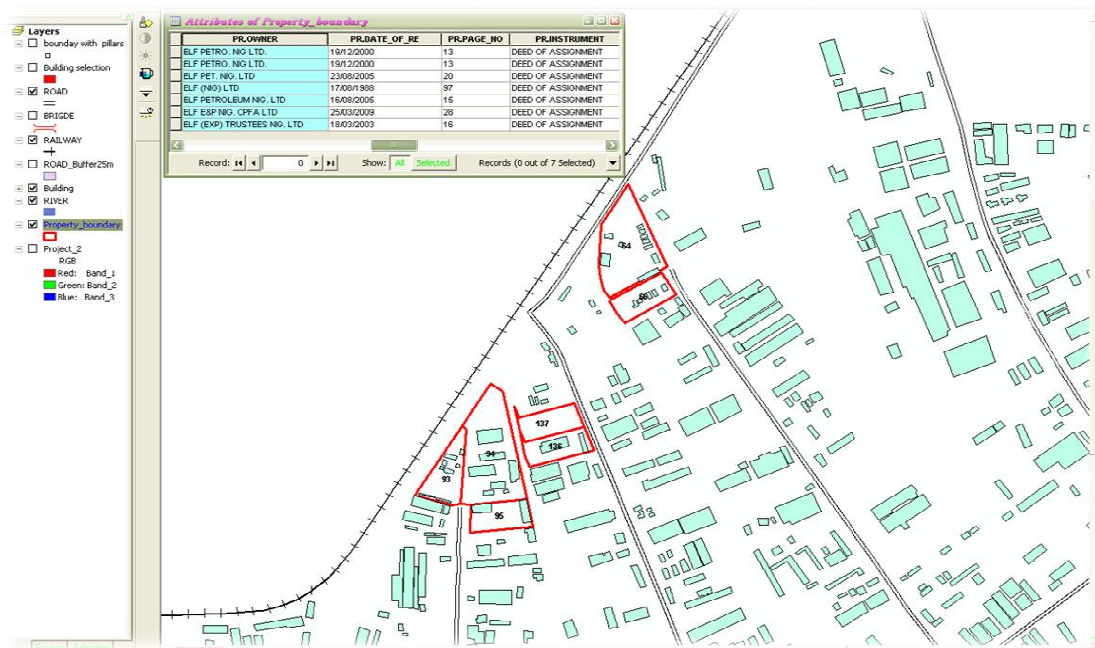 Layers
bounday with pillars
Building selection
ROAD
BRIGDE
RAILWAY
ROAD_Buffer25m
Building
RIVER
Property_boundary
Project_2
RGB
Red: Band_1
Green: Band_2
Blue: Band_3
Attributes of Property_boundary
PR.OWNER PR.DATE_OF_RE PR.PAGE_NO PR.INSTRUMENT
ELF PETRO. NIG LTD. 19/12/2000 13 DEED OF ASSIGNMENT
ELF PETRO. NIG LTD. 19/12/2000 13 DEED OF ASSIGNMENT
ELF PET. NIG. LTD 23/08/2005 20 DEED OF ASSIGNMENT
ELF (NIG) LTD 17/08/1988 97 DEED OF ASSIGNMENT
ELF PETROLEUM NIG. LTD 16/08/2005 15 DEED OF ASSIGNMENT
ELF E&P NIG. CPFA LTD 25/03/2009 28 DEED OF ASSIGNMENT
ELF (EXP) TRUSTEES NIG. LTD 18/03/2003 16 DEED OF ASSIGNMENT
Record: 0 Show: All Selected Records (0 out of 7 Selected)
64
137
136
94
93
95